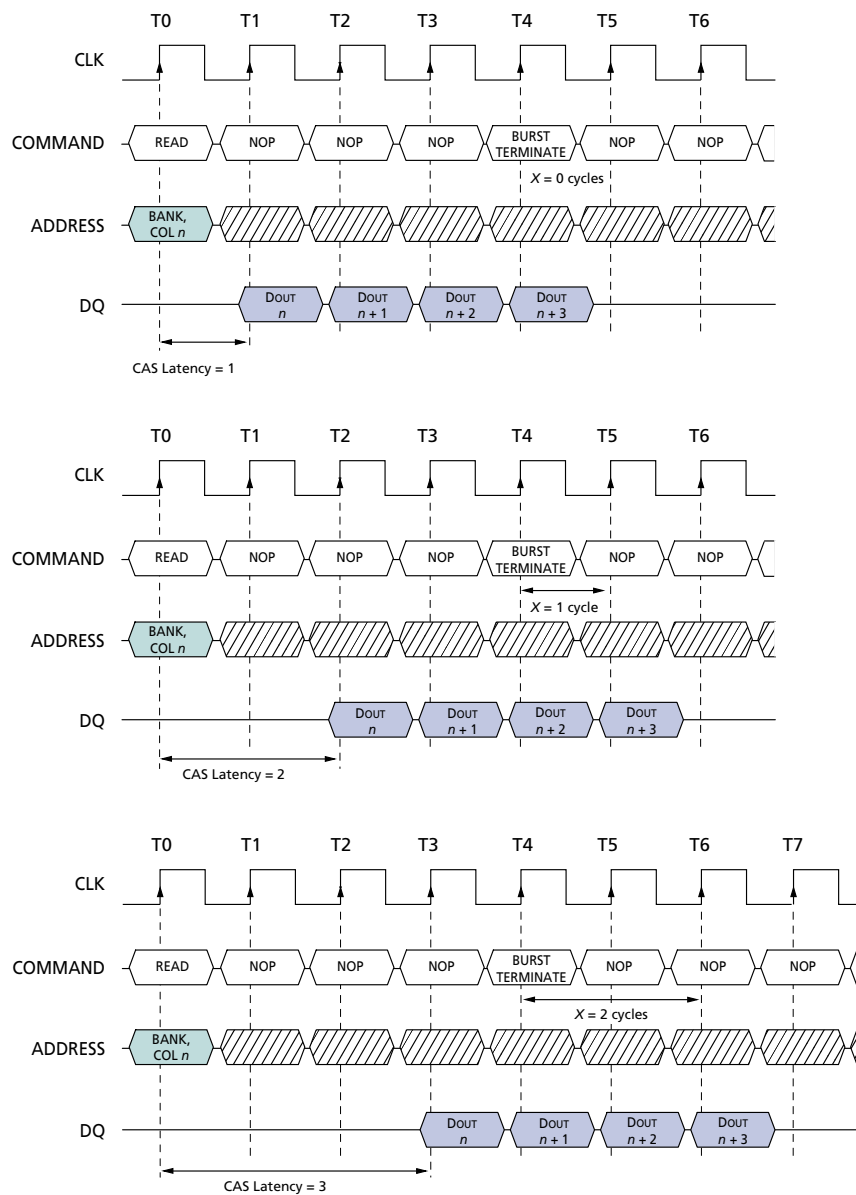 T0 T1 T2 T3 T4 T5 T6
CLK
COMMAND READ NOP NOP NOP BURST TERMINATE NOP NOP
X = 0 cycles
ADDRESS BANK, COL n
DQ DOUT n DOUT n + 1 DOUT n + 2 DOUT n + 3
CAS Latency = 1
T0 T1 T2 T3 T4 T5 T6
CLK
COMMAND READ NOP NOP NOP BURST TERMINATE NOP NOP
X = 1 cycle
ADDRESS BANK, COL n
DQ DOUT n DOUT n + 1 DOUT n + 2 DOUT n + 3
CAS Latency = 2
T0 T1 T2 T3 T4 T5 T6 T7
CLK
COMMAND READ NOP NOP NOP BURST TERMINATE NOP NOP NOP
X = 2 cycles
ADDRESS BANK, COL n
DQ DOUT n DOUT n + 1 DOUT n + 2 DOUT n + 3
CAS Latency = 3